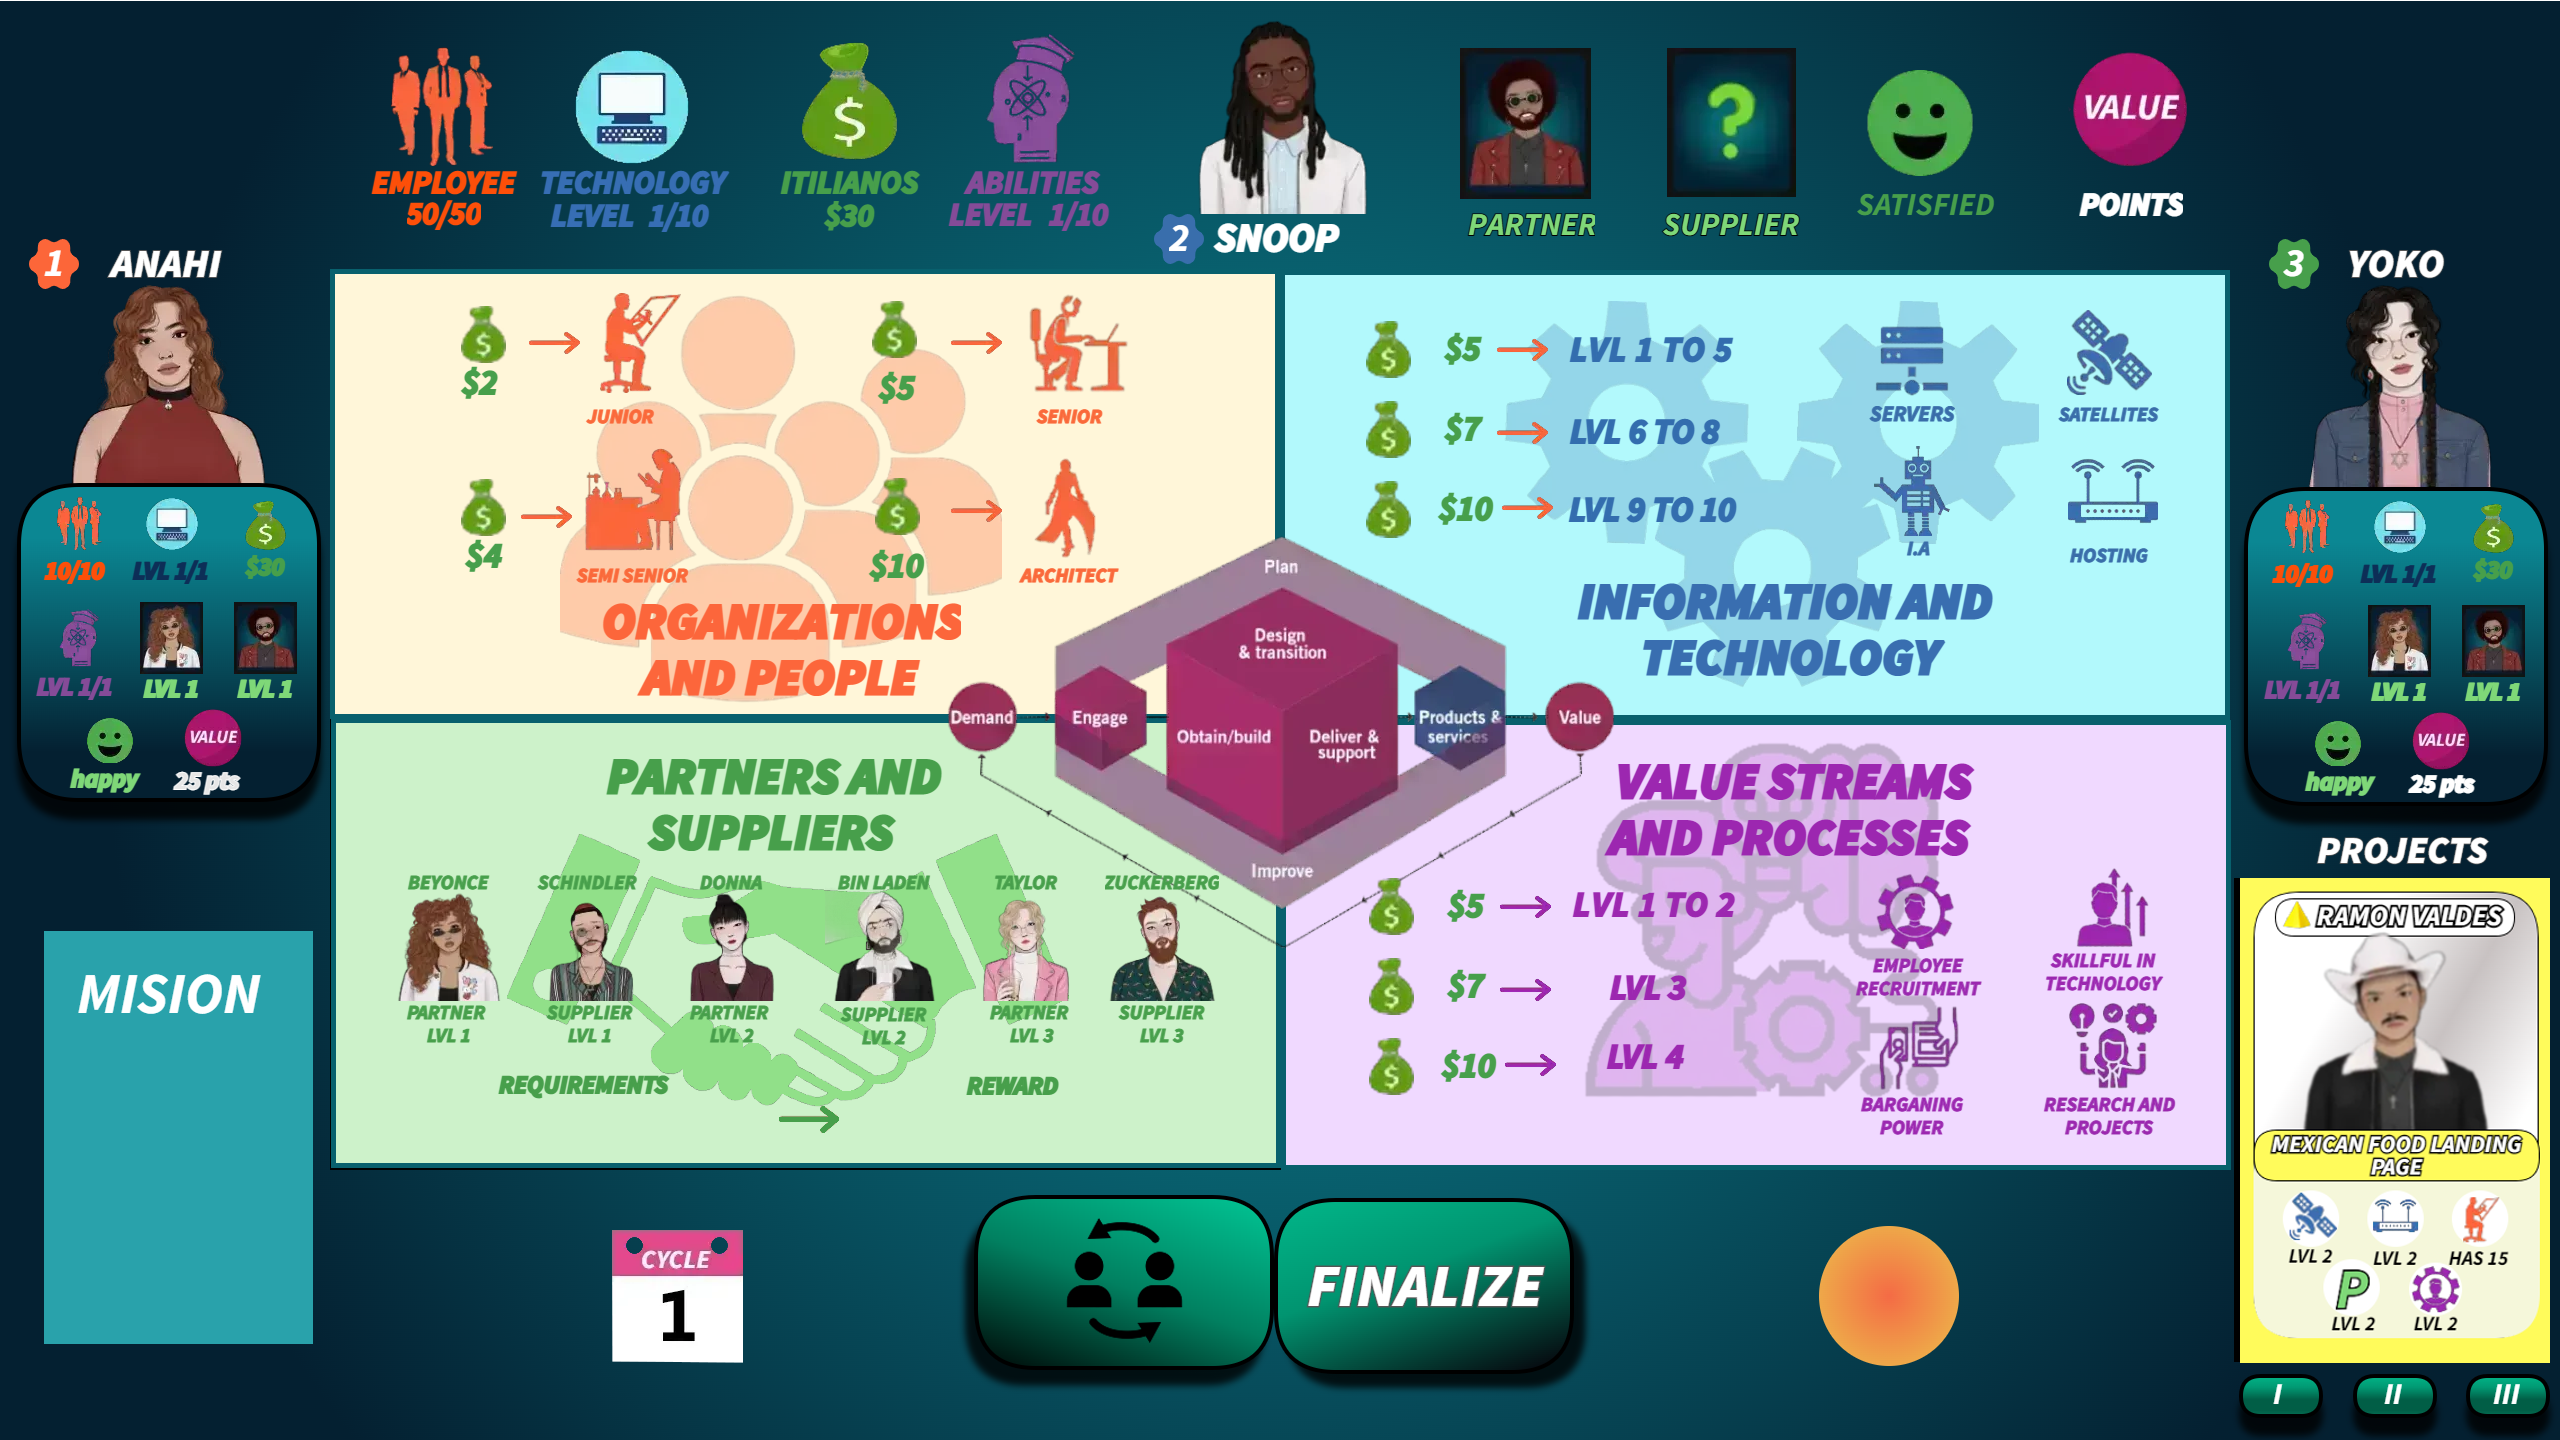 EMPLOYEE
50/50
TECHNOLOGY
LEVEL 1/10
$
ITILIANOS
$30
ABILITIES
LEVEL 1/10
2 SNOOP
PARTNER
?
SUPPLIER
SATISFIED
VALUE
POINTS
1 ANAHI
10/10
LVL 1/1
$
$30
LVL 1/1
LVL 1
LVL 1
happy
VALUE
25 pts
3 YOKO
10/10
LVL 1/1
$
$30
LVL 1/1
LVL 1
LVL 1
happy
VALUE
25 pts
$
$2
JUNIOR
$
$5
SENIOR
$
$4
SEMI SENIOR
$
$10
ARCHITECT
ORGANIZATIONS
AND PEOPLE
$ $5 LVL 1 TO 5
$ $7 LVL 6 TO 8
$ $10 LVL 9 TO 10
SERVERS
SATELLITES
I.A
HOSTING
INFORMATION AND
TECHNOLOGY
Plan
Design
& transition
Demand
Engage
Obtain/build
Deliver &
support
Products &
services
Value
Improve
PARTNERS AND
SUPPLIERS
BEYONCE
PARTNER
LVL 1
SCHINDLER
SUPPLIER
LVL 1
DONNA
PARTNER
LVL 2
BIN LADEN
SUPPLIER
LVL 2
TAYLOR
PARTNER
LVL 3
ZUCKERBERG
SUPPLIER
LVL 3
REQUIREMENTS
REWARD
VALUE STREAMS
AND PROCESSES
$ $5 LVL 1 TO 2
$ $7 LVL 3
$ $10 LVL 4
EMPLOYEE
RECRUITMENT
SKILLFUL IN
TECHNOLOGY
BARGANING
POWER
RESEARCH AND
PROJECTS
MISION
CYCLE
1
FINALIZE
PROJECTS
RAMON VALDES
MEXICAN FOOD LANDING
PAGE
LVL 2
LVL 2
HAS 15
P
LVL 2
LVL 2
I
II
III